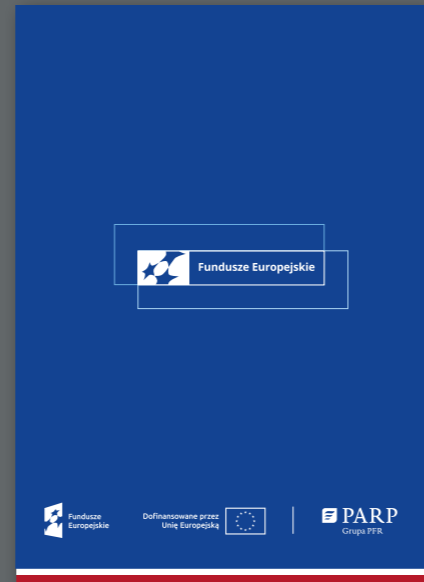 Fundusze Europejskie
Fundusze
Europejskie
Dofinansowane przez
Unię Europejską
PARP
Grupa PFR